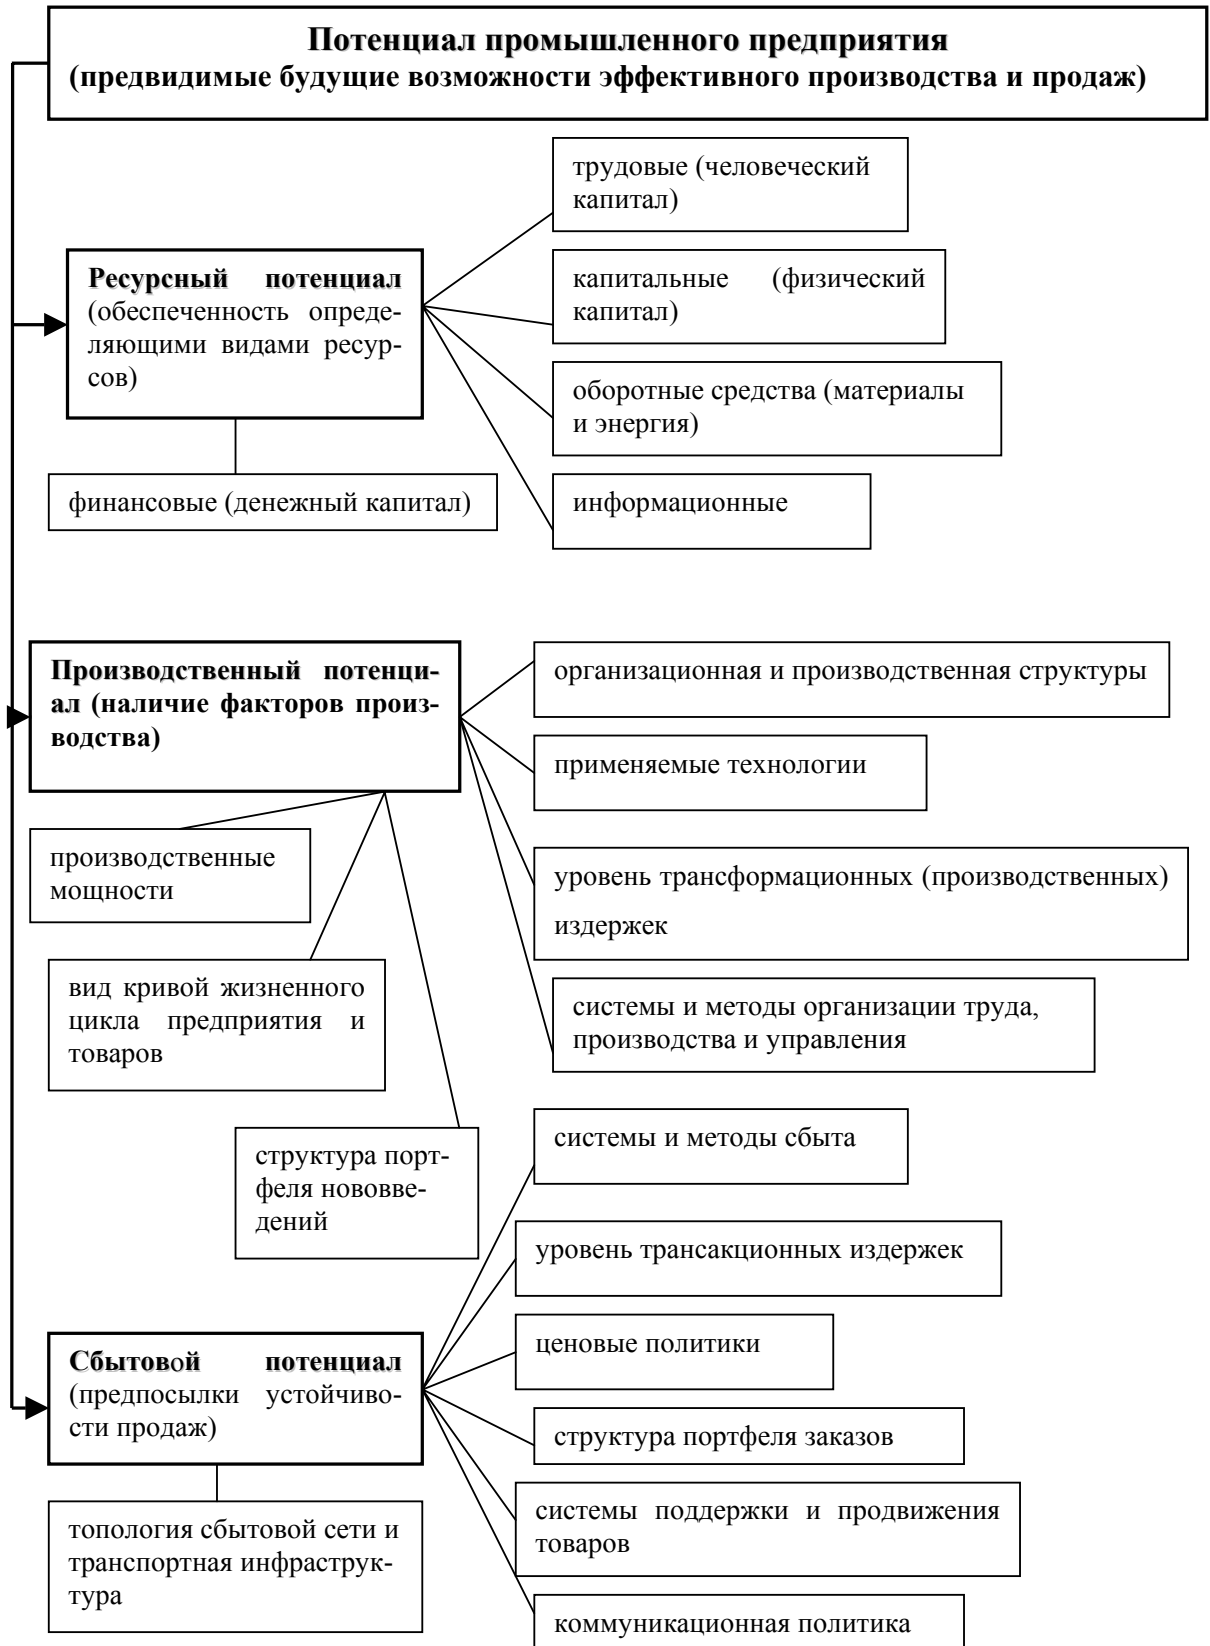 Потенциал промышленного предприятия
(предвидимые будущие возможности эффективного производства и продаж)
трудовые (человеческий
капитал)
Ресурсный потенциал
(обеспеченность опреде-
ляющими видами ресур-
сов)
капитальные (физический
капитал)
оборотные средства (материалы
и энергия)
финансовые (денежный капитал)
информационные
Производственный потенци-
ал (наличие факторов произ-
водства)
организационная и производственная структуры
применяемые технологии
производственные
мощности
уровень трансформационных (производственных)
издержек
вид кривой жизненного
цикла предприятия и
товаров
системы и методы организации труда,
производства и управления
структура порт-
феля нововве-
дений
системы и методы сбыта
уровень трансакционных издержек
ценовые политики
Сбытовой потенциал
(предпосылки устойчиво-
сти продаж)
структура портфеля заказов
системы поддержки и продвижения
товаров
топология сбытовой сети и
транспортная инфраструк-
тура
коммуникационная политика